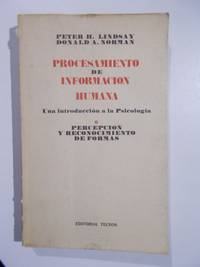 PETER H. LINDSAY
DONALD A. NORMAN
PROCESAMIENTO
DE
INFORMACION
HUMANA
Una introducción a la Psicología
PERCEPCION
Y RECONOCIMIENTO
DE FORMAS
EDITORIAL TECNOS